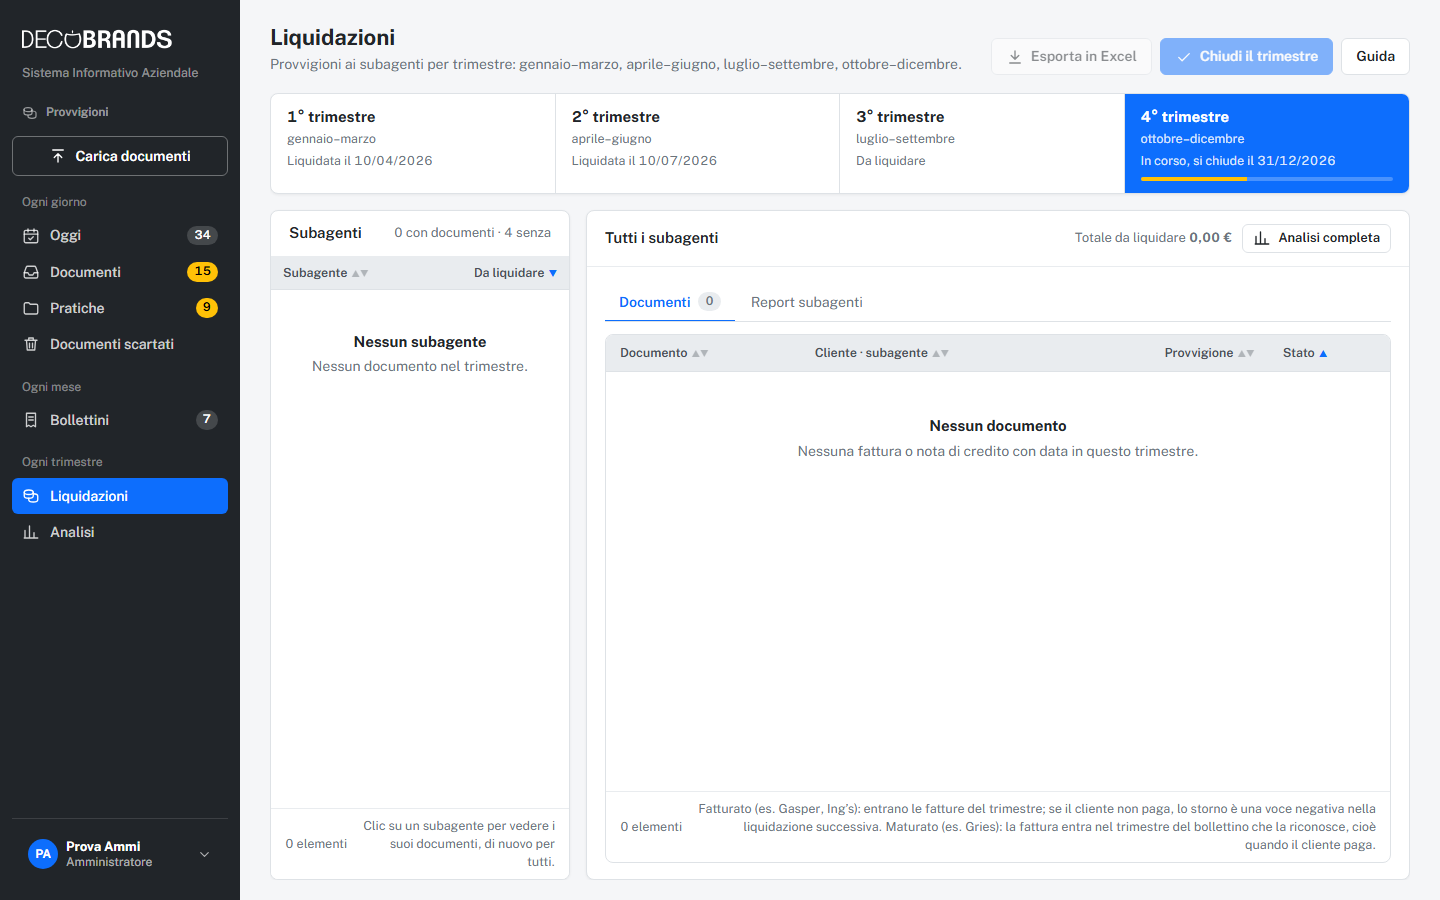 DECOBRANDS
Sistema Informativo Aziendale
Provvigioni
Carica documenti
Ogni giorno
Oggi 34
Documenti 15
Pratiche 9
Documenti scartati
Ogni mese
Bollettini 7
Ogni trimestre
Liquidazioni
Analisi
PA Prova Ammi
Amministratore
Liquidazioni
Provvigioni ai subagenti per trimestre: gennaio–marzo, aprile–giugno, luglio–settembre, ottobre–dicembre.
Esporta in Excel
Chiudi il trimestre
Guida
1° trimestre
gennaio–marzo
Liquidata il 10/04/2026
2° trimestre
aprile–giugno
Liquidata il 10/07/2026
3° trimestre
luglio–settembre
Da liquidare
4° trimestre
ottobre–dicembre
In corso, si chiude il 31/12/2026
Subagenti 0 con documenti · 4 senza
Subagente Da liquidare
Nessun subagente
Nessun documento nel trimestre.
0 elementi
Clic su un subagente per vedere i
suoi documenti, di nuovo per
tutti.
Tutti i subagenti
Totale da liquidare 0,00 €
Analisi completa
Documenti 0
Report subagenti
Documento Cliente · subagente Provvigione Stato
Nessun documento
Nessuna fattura o nota di credito con data in questo trimestre.
0 elementi
Fatturato (es. Gasper, Ing's): entrano le fatture del trimestre; se il cliente non paga, lo storno è una voce negativa nella
liquidazione successiva. Maturato (es. Gries): la fattura entra nel trimestre del bollettino che la riconosce, cioè
quando il cliente paga.